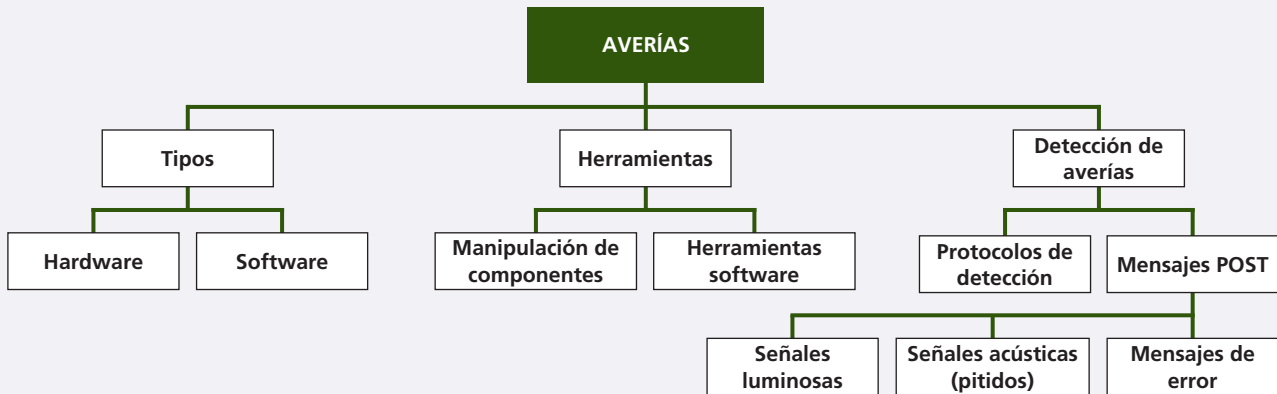 AVERÍAS
Tipos
Herramientas
Detección de
averías
Hardware
Software
Manipulación de
componentes
Herramientas
software
Protocolos de
detección
Mensajes POST
Señales
luminosas
Señales acústicas
(pitidos)
Mensajes de
error